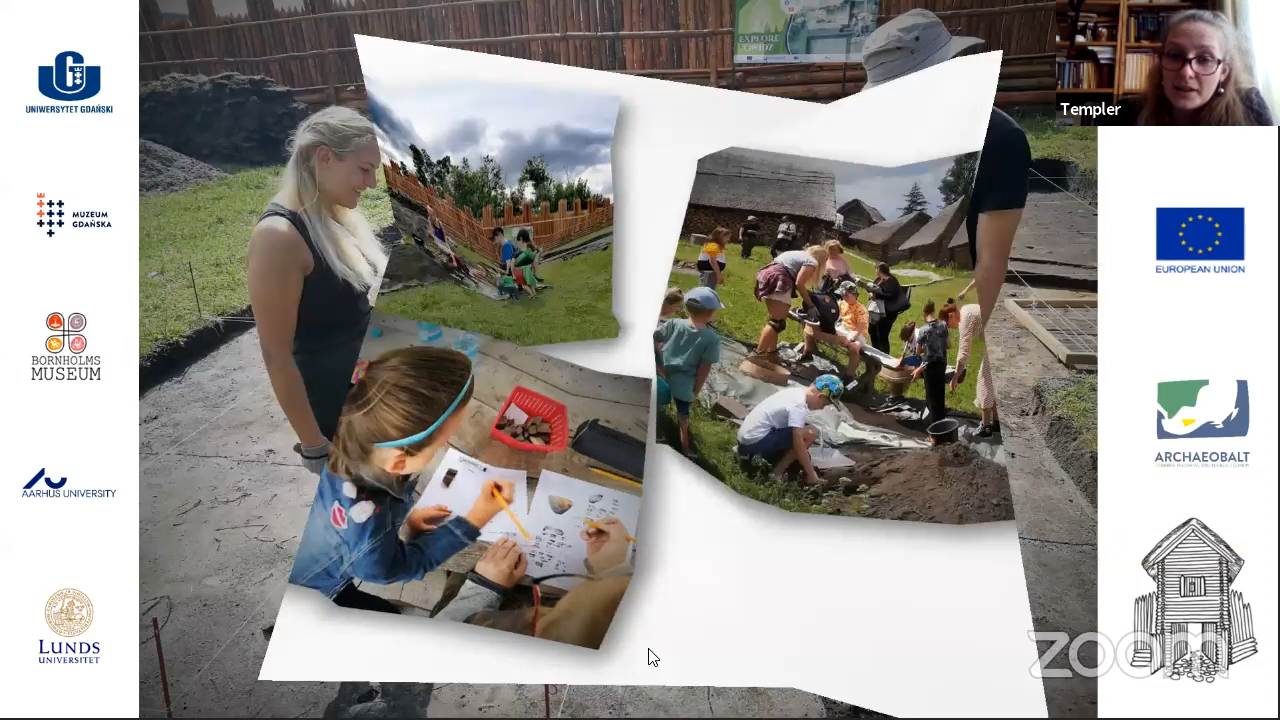 UNIWERSYTET GDAŃSKI
MUZEUM
GDAŃSKA
BORNHOLMS
MUSEUM
AARHUS UNIVERSITY
LUNDS
UNIVERSITET
EXPLORE
Templer
EUROPEAN UNION
ARCHAEOBALT
zoom